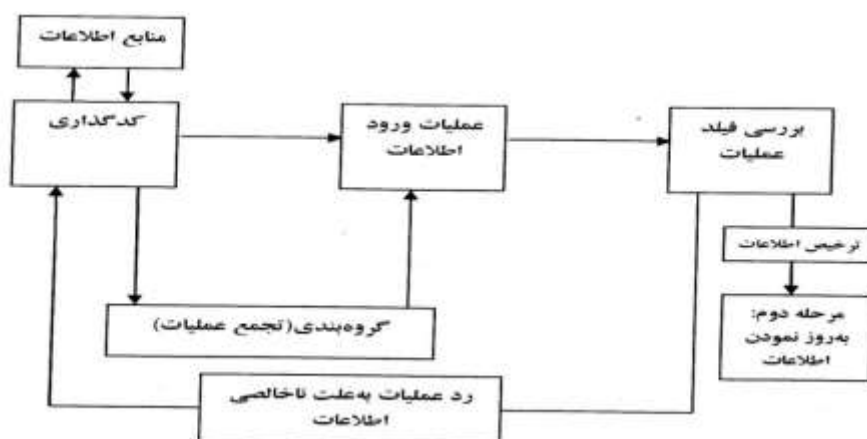 منابع اطلاعات
کدگذاری
عملیات ورود
اطلاعات
بررسی فیلد
عملیات
ترخیص اطلاعات
مرحله دوم:
به‌روز نمودن
اطلاعات
گروه‌بندی(تجمع عملیات)
رد عملیات به‌علت ناخالصی
اطلاعات